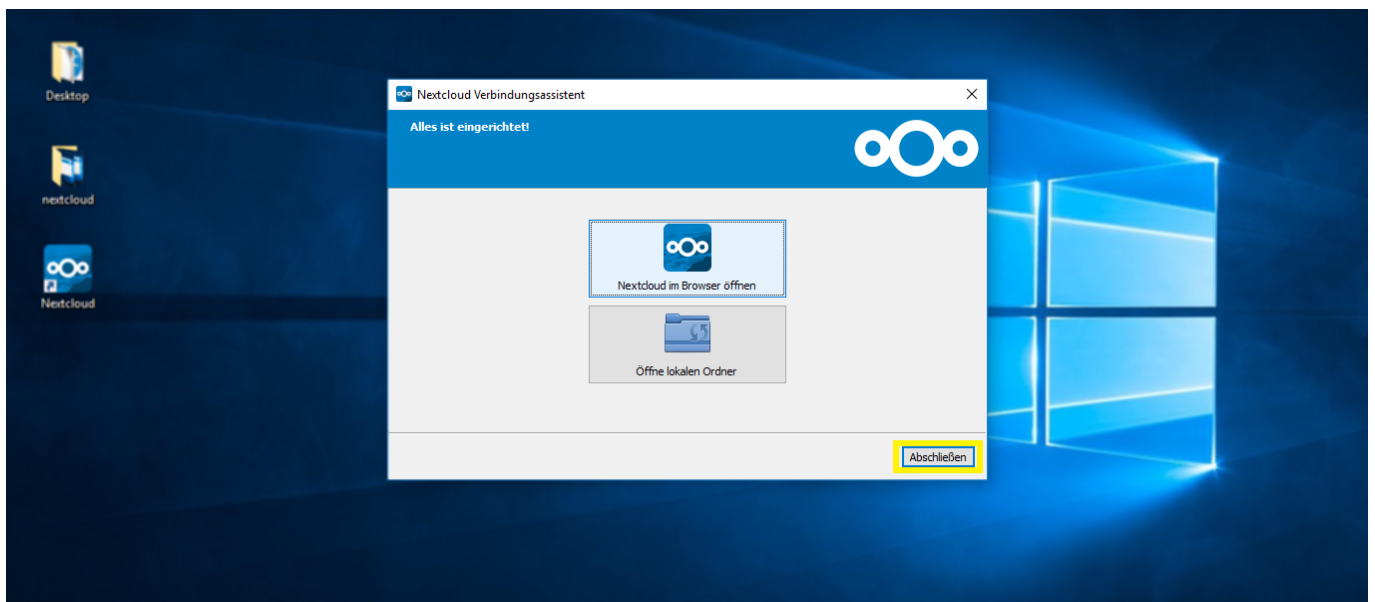 Desktop
nextcloud
Nextcloud
Nextcloud Verbindungsassistent
Alles ist eingerichtet!
Nextcloud im Browser öffnen
Öffne lokalen Ordner
Abschließen